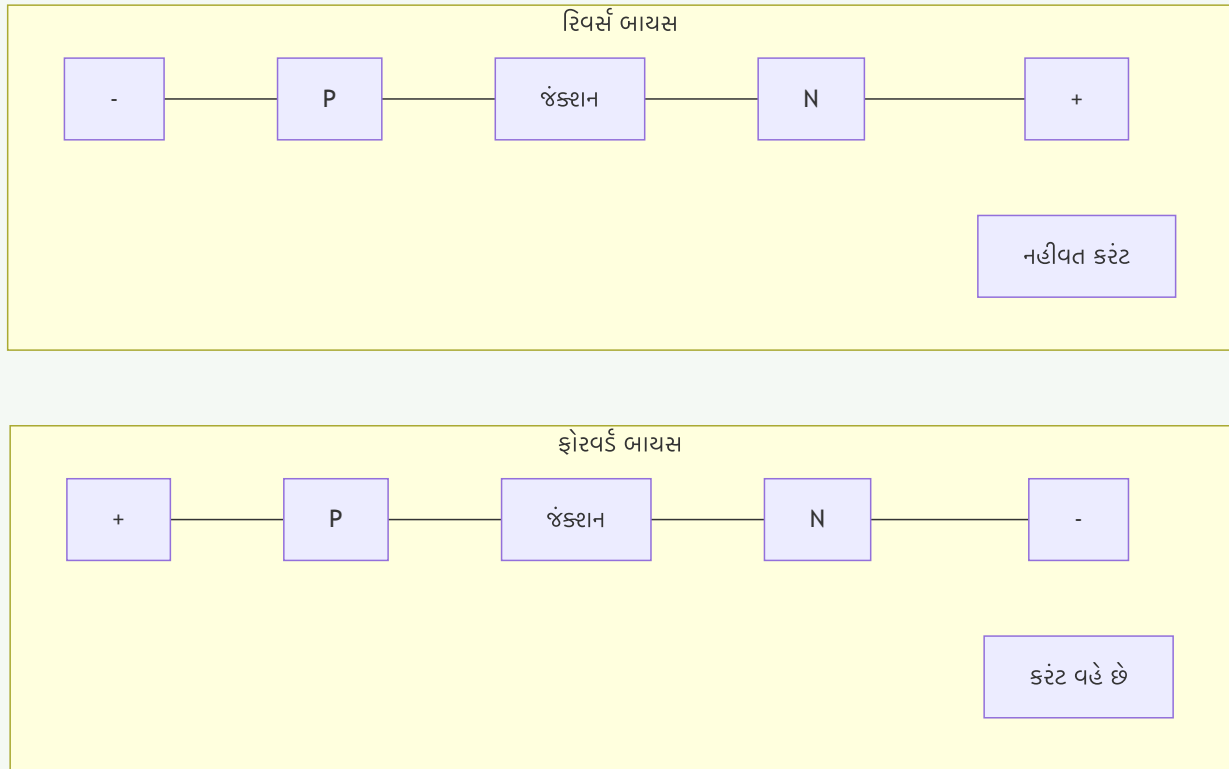 રિવર્સ બાયસ
- P જંક્શન N +
નહીવત કરંટ
ફોરવર્ડ બાયસ
+ P જંક્શન N -
કરંટ વહે છે